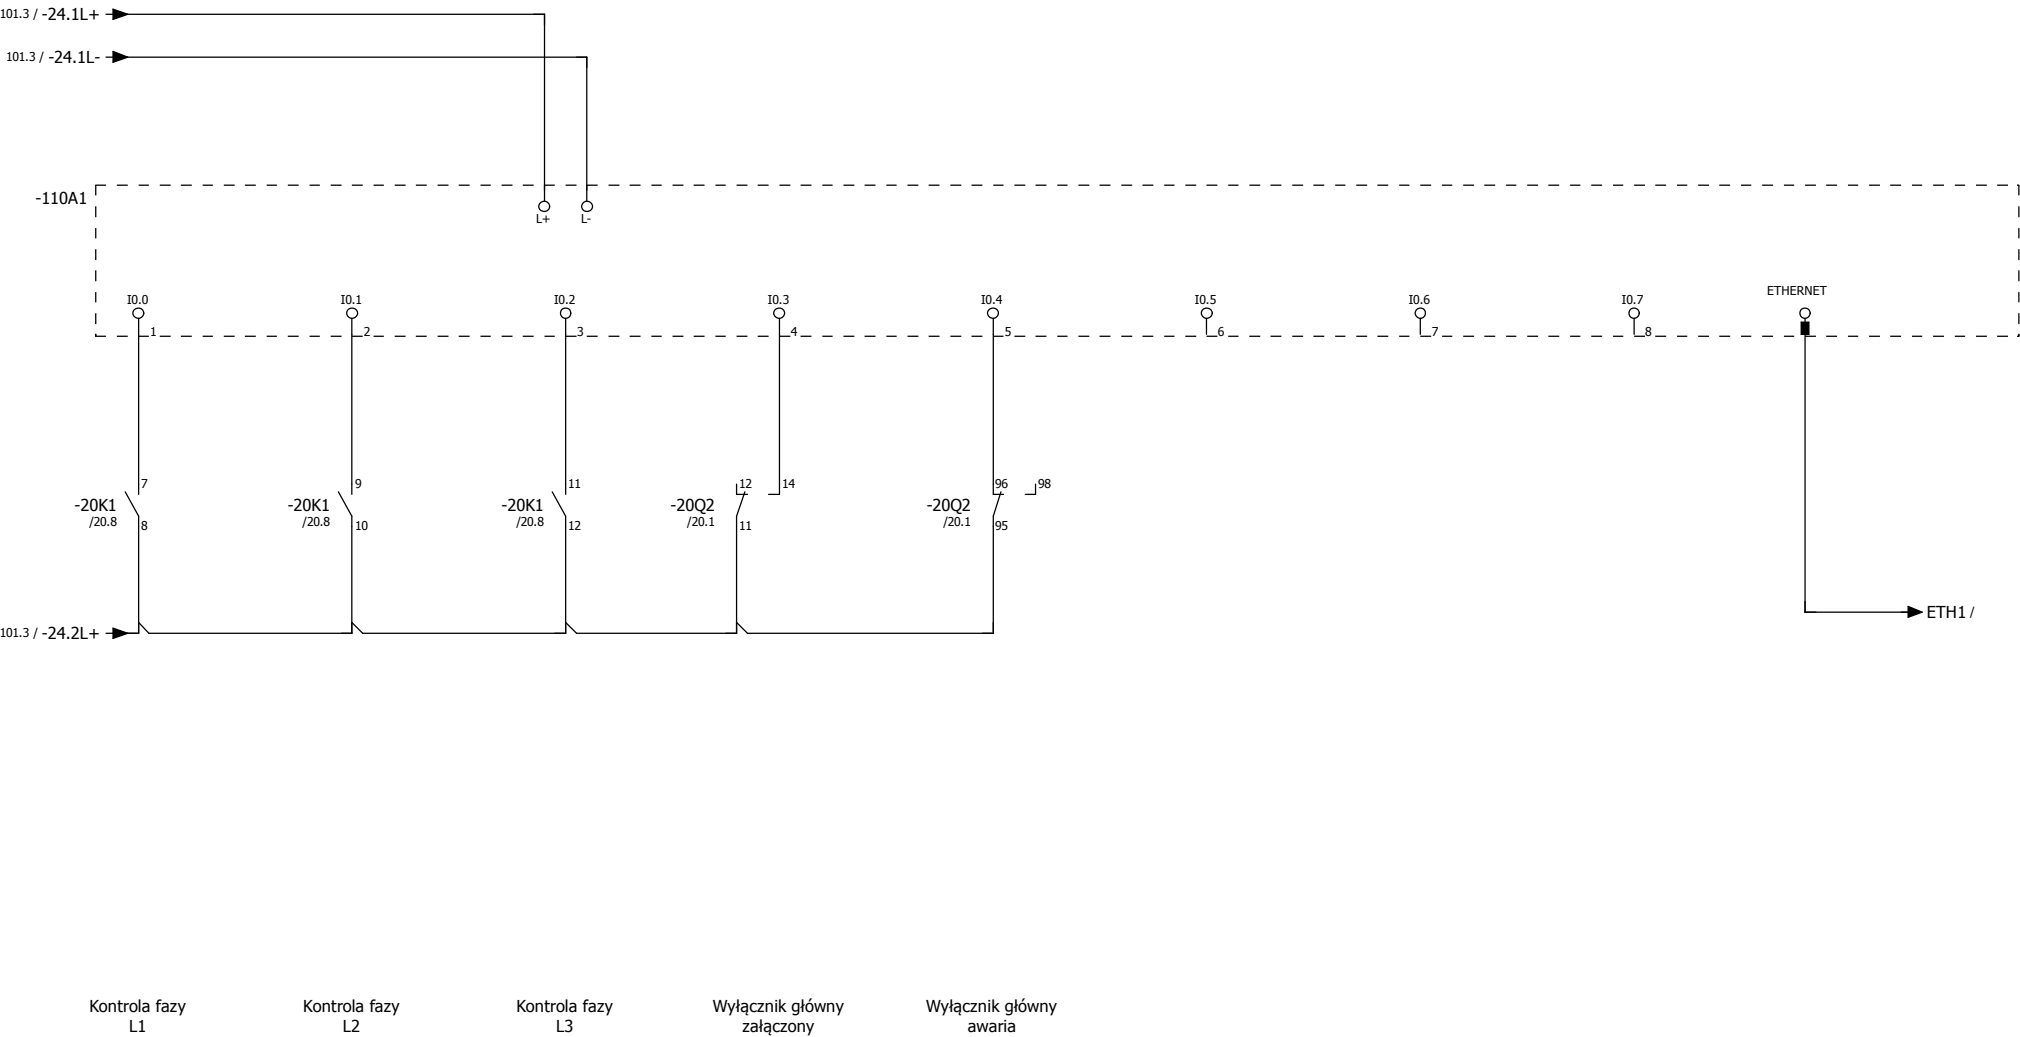 101.3 / -24.1L+
101.3 / -24.1L-
-110A1
L+ L-
I0.0 I0.1 I0.2 I0.3 I0.4 I0.5 I0.6 I0.7 ETHERNET
1 2 3 4 5 6 7 8
7 9 11 12 14 96 98
-20K1 -20K1 -20K1 -20Q2 -20Q2
/20.8 /20.8 /20.8 /20.1 /20.1
8 10 12 11 95
ETH1 /
101.3 / -24.2L+
Kontrola fazy
L1
Kontrola fazy
L2
Kontrola fazy
L3
Wyłącznik główny
załączony
Wyłącznik główny
awaria